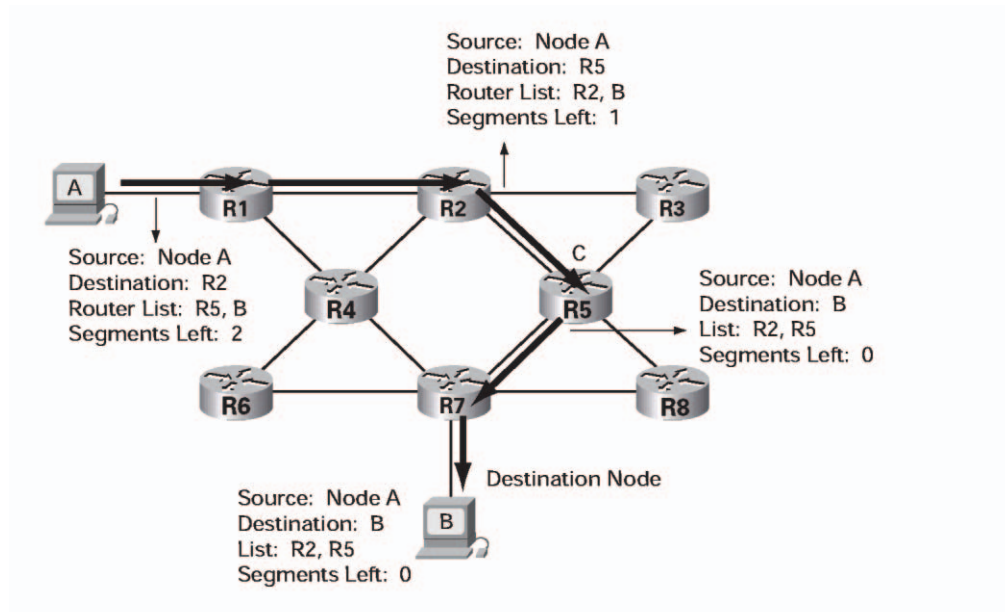 Source: Node A
Destination: R5
Router List: R2, B
Segments Left: 1
A
R1
R2
R3
Source: Node A
Destination: R2
Router List: R5, B
Segments Left: 2
C
R4
R5
Source: Node A
Destination: B
List: R2, R5
Segments Left: 0
R6
R7
R8
Destination Node
Source: Node A
Destination: B
List: R2, R5
Segments Left: 0
B